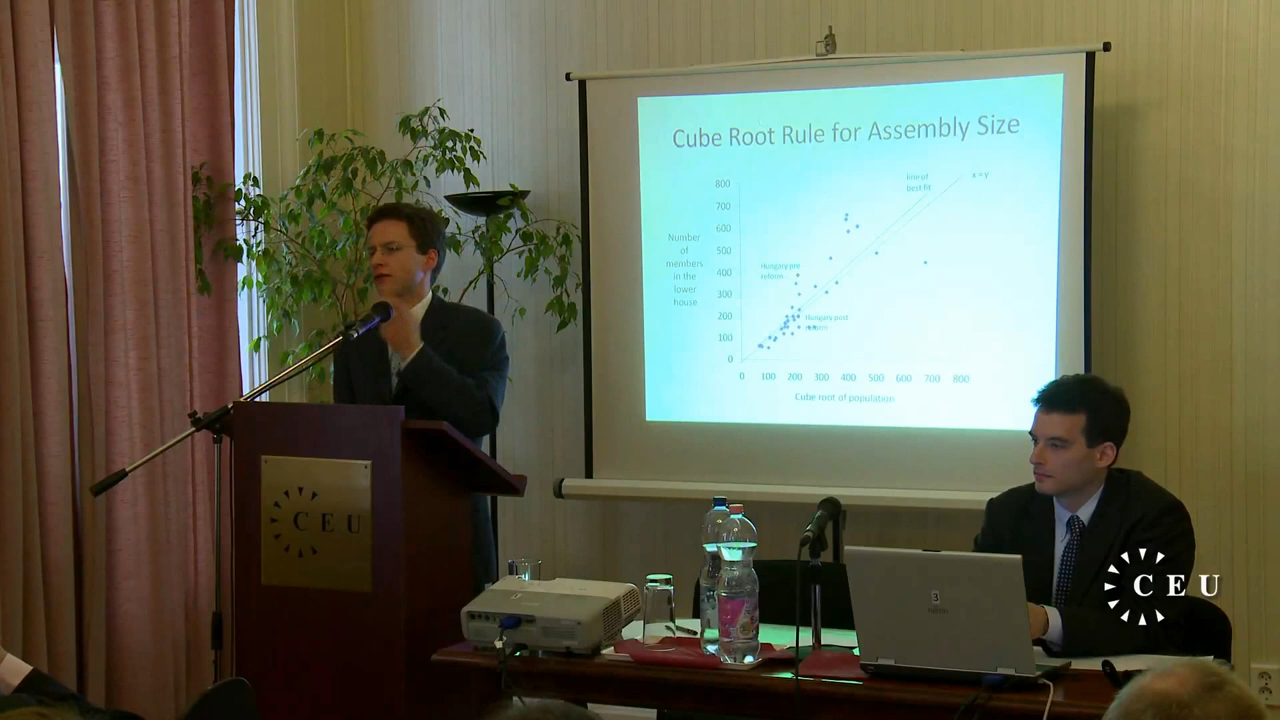 Cube Root Rule for Assembly Size
800
700
600
500
400
300
200
100
0
Number
of
members
in the
lower
house
line of
best fit
x = y
Hungary pre
reform
Hungary post
0 100 200 300 400 500 600 700 800
Cube root of population
CEU
3
CEU